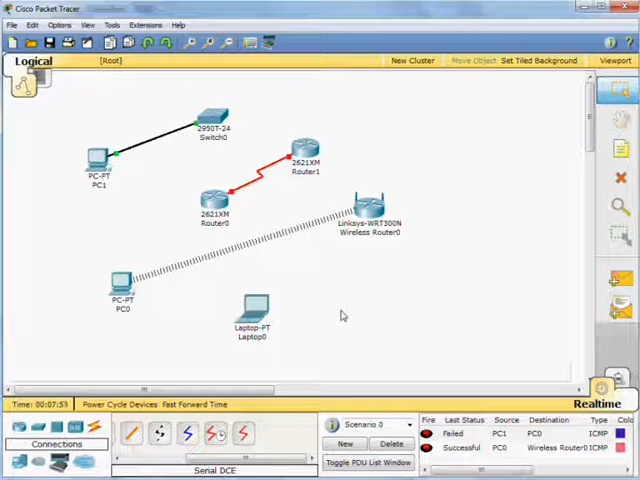 Cisco Packet Tracer
File Edit Options View Tools Extensions Help
Logical [Root] New Cluster Move Object Set Tiled Background Viewport
2950T-24
Switch0
PC-PT
PC1
2621XM
Router1
2621XM
Router0
Linksys-WRT300N
Wireless Router0
PC-PT
PC0
Laptop-PT
Laptop0
Realtime
Time: 00:07:53 Power Cycle Devices Fast Forward Time
Connections
Serial DCE
Scenario 0
New Delete
Toggle PDU List Window
Fire Last Status Source Destination Type Colo
Failed PC1 PC0 ICMP
Successful PC0 Wireless Router0 ICMP